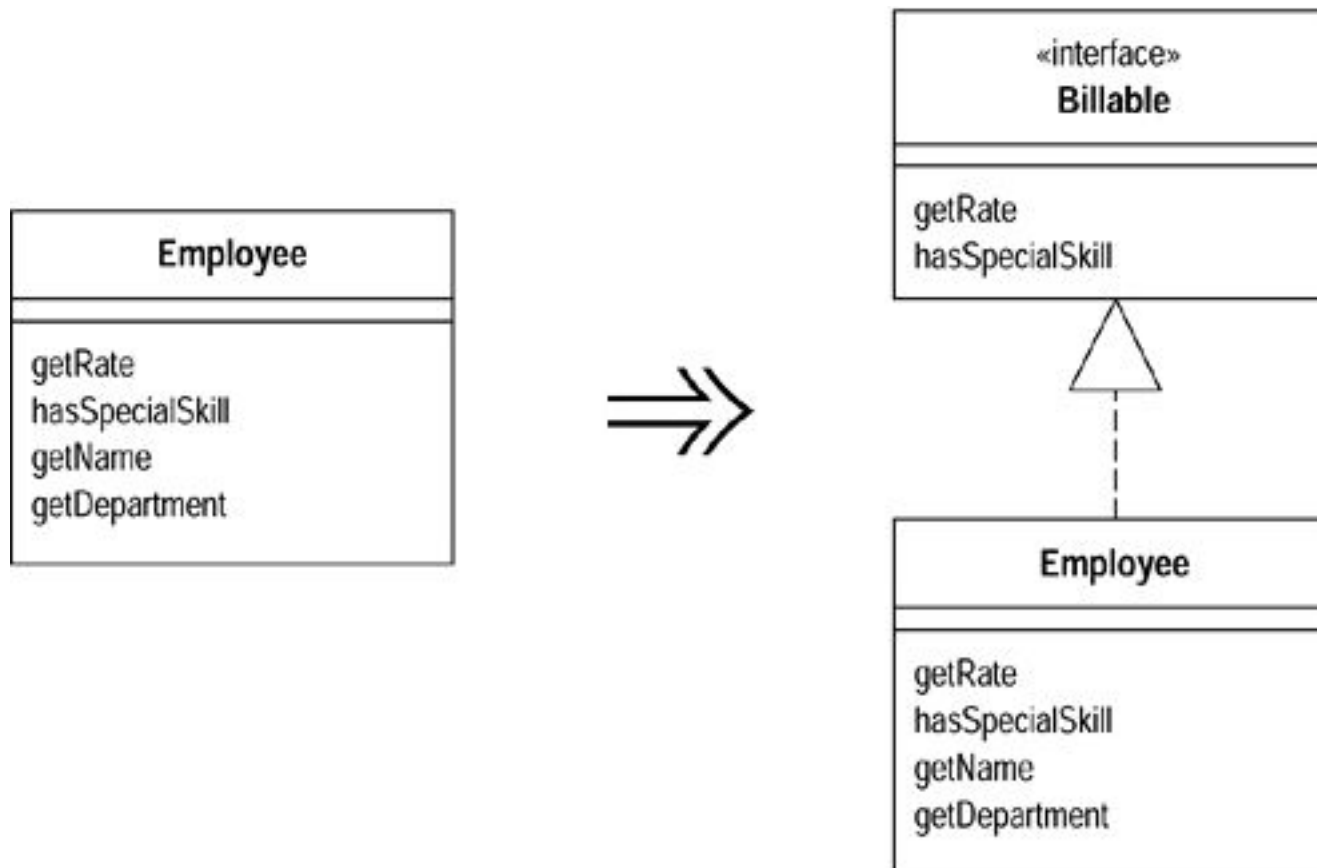 Employee
getRate
hasSpecialSkill
getName
getDepartment
«interface»
Billable
getRate
hasSpecialSkill
Employee
getRate
hasSpecialSkill
getName
getDepartment